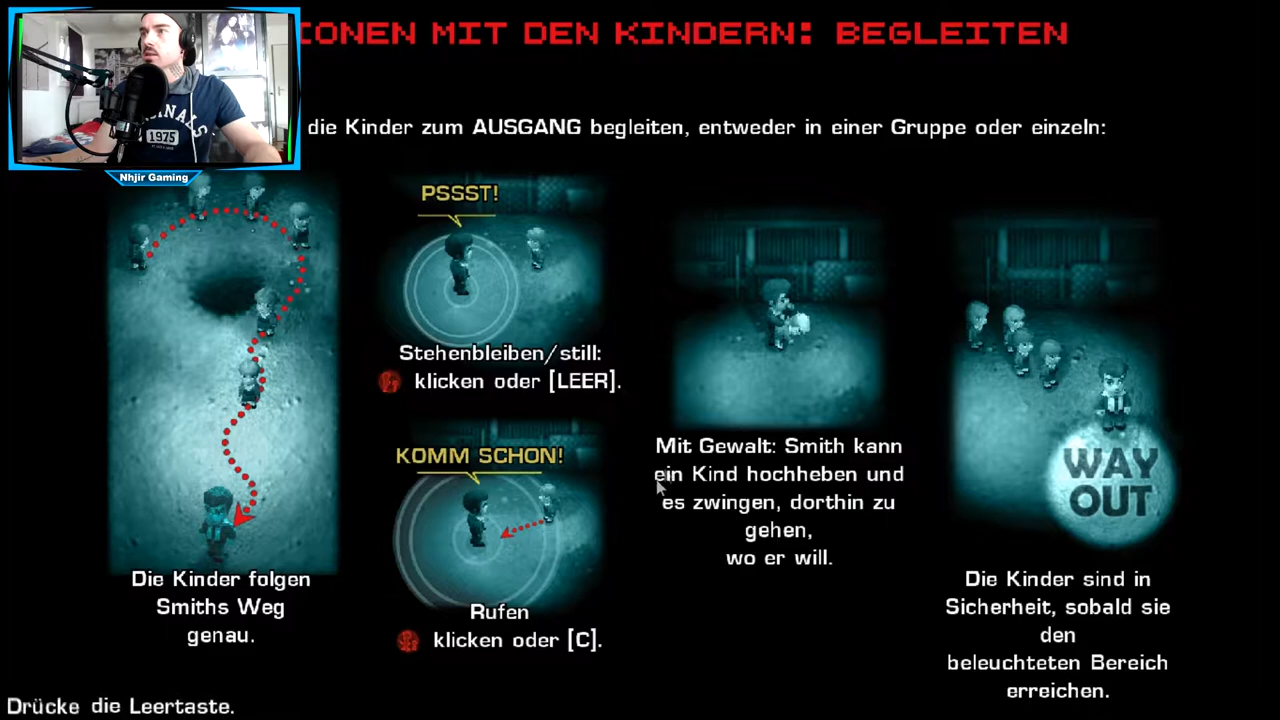 IONEN MIT DEN KINDERN: BEGLEITEN
die Kinder zum AUSGANG begleiten, entweder in einer Gruppe oder einzeln:
1975
Nhjir Gaming
PSSST!
Stehenbleiben/still:
klicken oder [LEER].
KOMM SCHON!
Rufen
klicken oder [C].
Die Kinder folgen
Smiths Weg
genau.
Mit Gewalt: Smith kann
ein Kind hochheben und
es zwingen, dorthin zu
gehen,
wo er will.
WAY
OUT
Die Kinder sind in
Sicherheit, sobald sie
den
beleuchteten Bereich
erreichen.
Drücke die Leertaste.